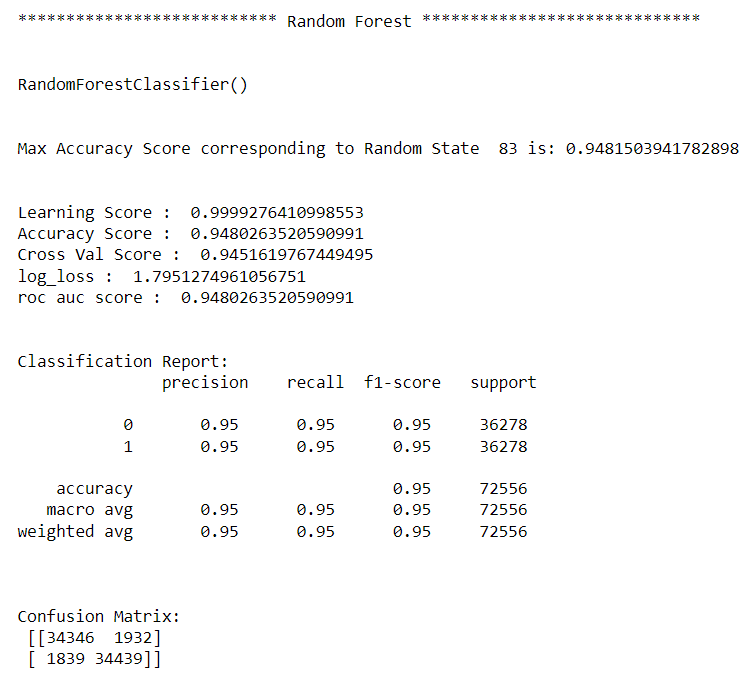 *************************** Random Forest *****************************
RandomForestClassifier()
Max Accuracy Score corresponding to Random State  83 is: 0.9481503941782898
Learning Score :  0.9999276410998553
Accuracy Score :  0.9480263520590991
Cross Val Score :  0.9451619767449495
log_loss :  1.7951274961056751
roc auc score :  0.9480263520590991
Classification Report:
               precision    recall  f1-score   support
           0       0.95      0.95      0.95     36278
           1       0.95      0.95      0.95     36278
    accuracy                           0.95     72556
   macro avg       0.95      0.95      0.95     72556
weighted avg       0.95      0.95      0.95     72556
Confusion Matrix:
 [[34346  1932]
 [ 1839 34439]]